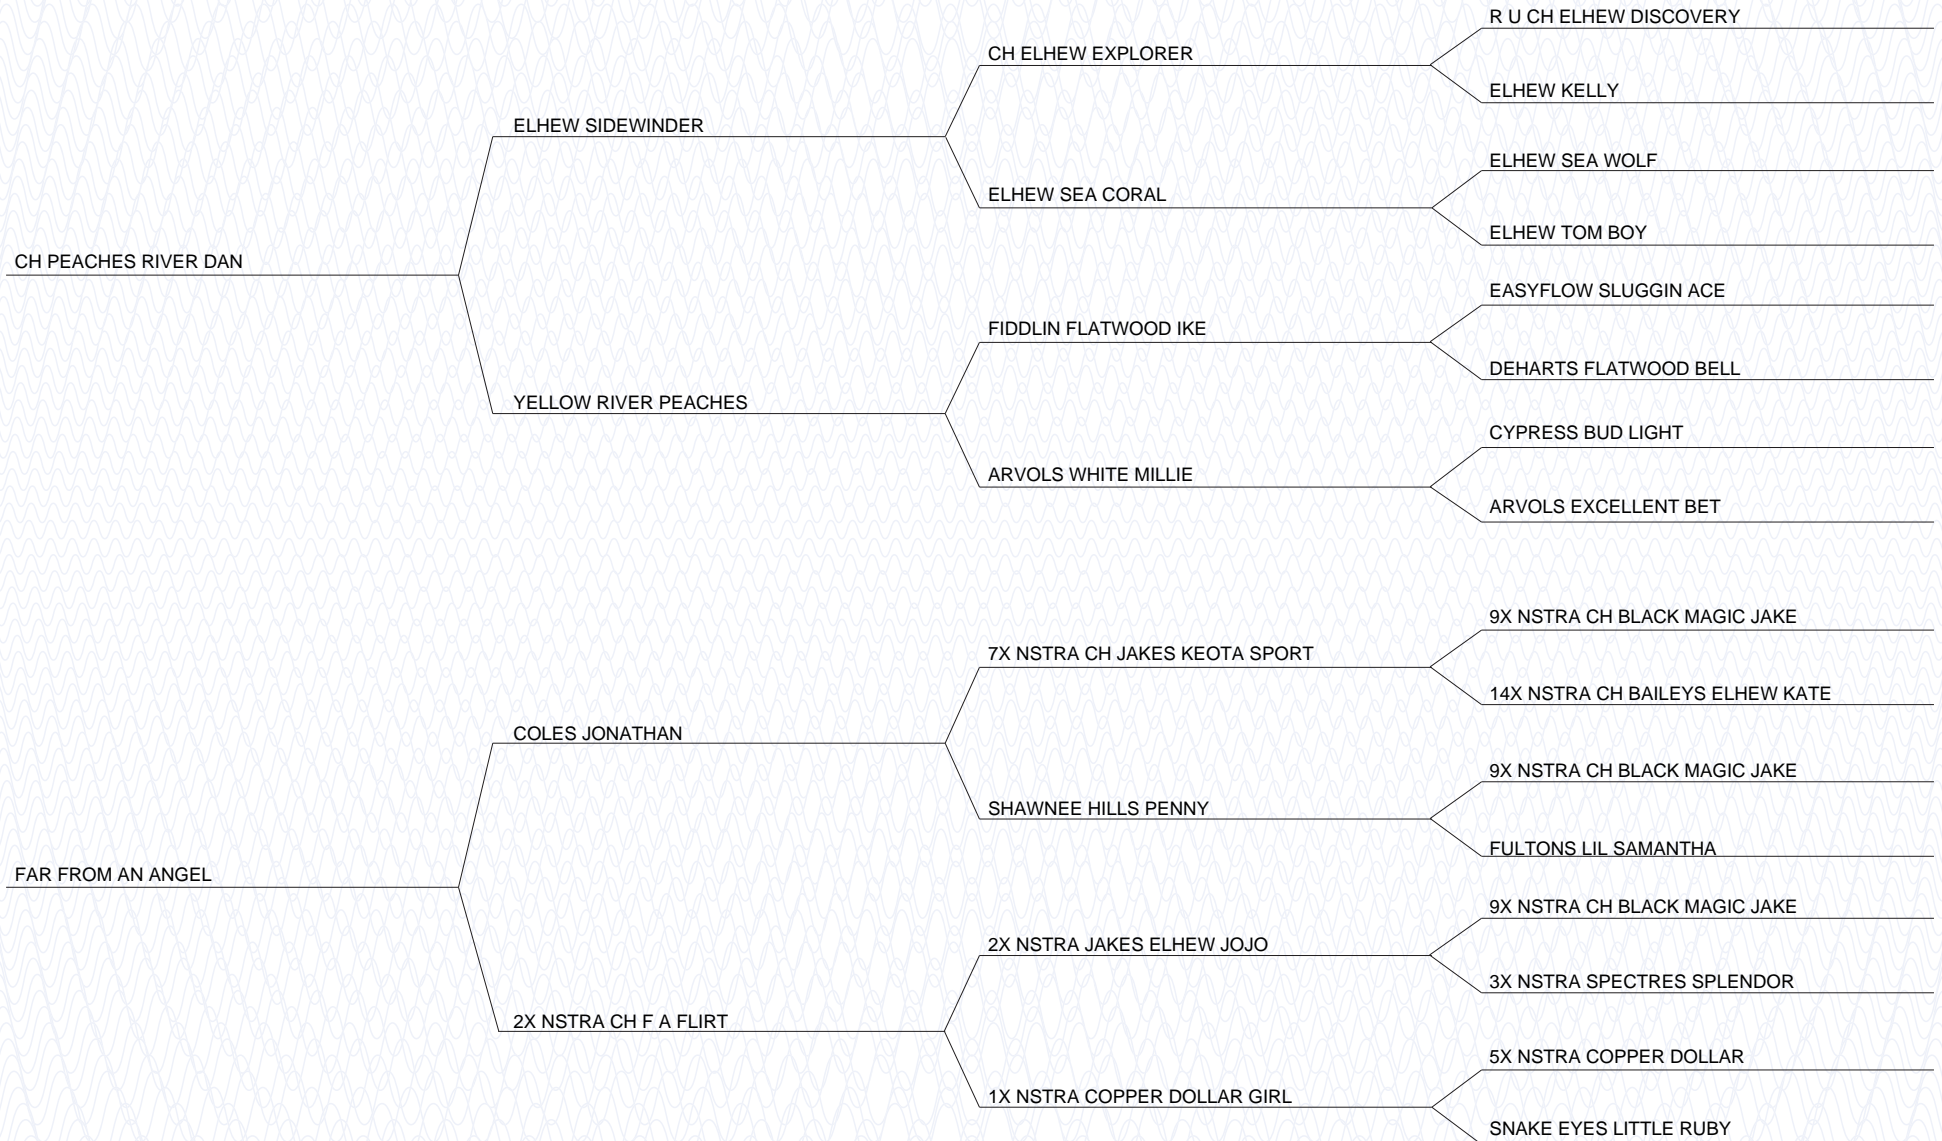 R U CH ELHEW DISCOVERY
CH ELHEW EXPLORER
ELHEW KELLY
ELHEW SIDEWINDER
ELHEW SEA WOLF
ELHEW SEA CORAL
ELHEW TOM BOY
CH PEACHES RIVER DAN
EASYFLOW SLUGGIN ACE
FIDDLIN FLATWOOD IKE
DEHARTS FLATWOOD BELL
YELLOW RIVER PEACHES
CYPRESS BUD LIGHT
ARVOLS WHITE MILLIE
ARVOLS EXCELLENT BET
9X NSTRA CH BLACK MAGIC JAKE
7X NSTRA CH JAKES KEOTA SPORT
14X NSTRA CH BAILEYS ELHEW KATE
COLES JONATHAN
9X NSTRA CH BLACK MAGIC JAKE
SHAWNEE HILLS PENNY
FULTONS LIL SAMANTHA
FAR FROM AN ANGEL
9X NSTRA CH BLACK MAGIC JAKE
2X NSTRA JAKES ELHEW JOJO
3X NSTRA SPECTRES SPLENDOR
2X NSTRA CH F A FLIRT
5X NSTRA COPPER DOLLAR
1X NSTRA COPPER DOLLAR GIRL
SNAKE EYES LITTLE RUBY